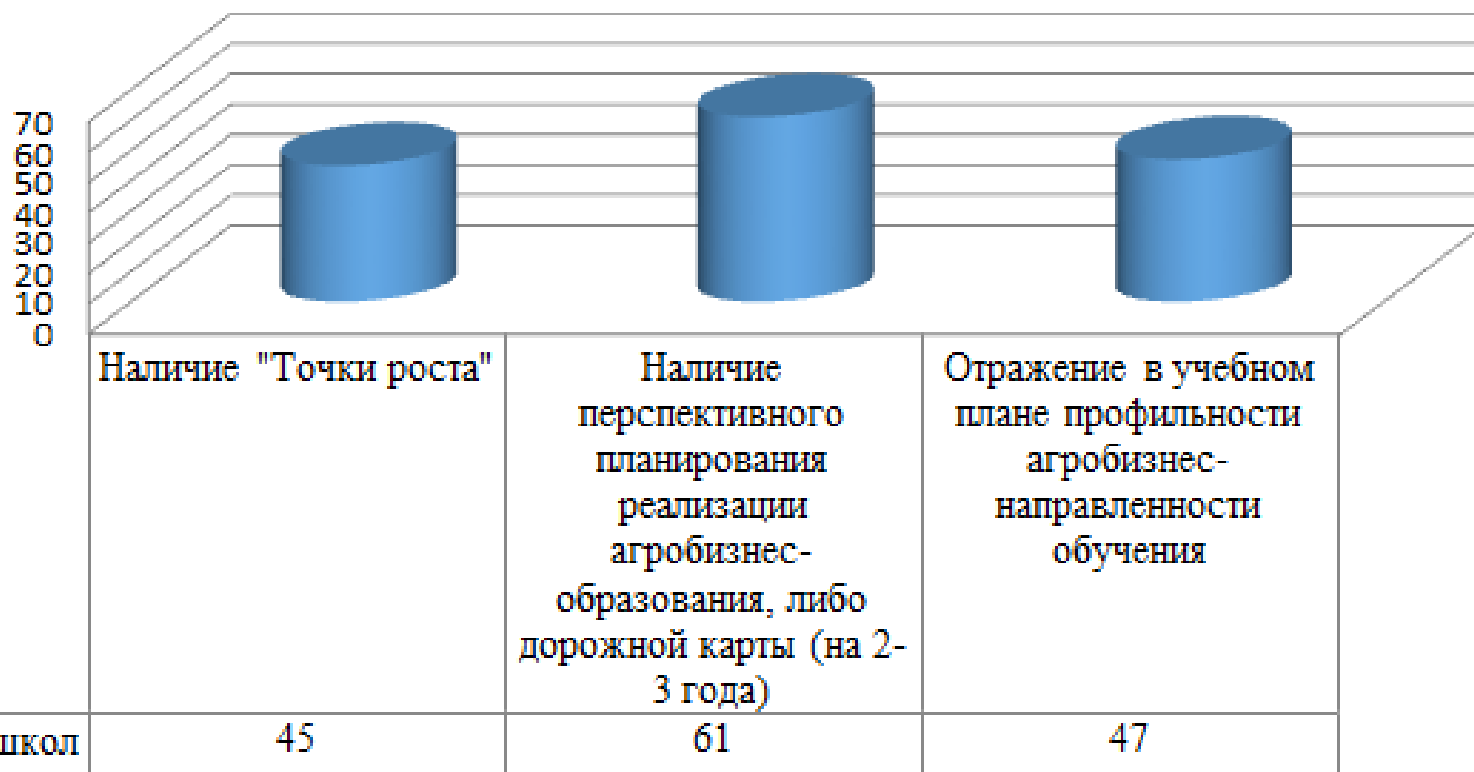 70
60
50
40
30
20
10
0
Наличие "Точки роста"
Наличие
перспективного
планирования
реализации
агробизнес-
образования, либо
дорожной карты (на 2-
3 года)
Отражение в учебном
плане профильности
агробизнес-
направленности
обучения
школ 45 61 47